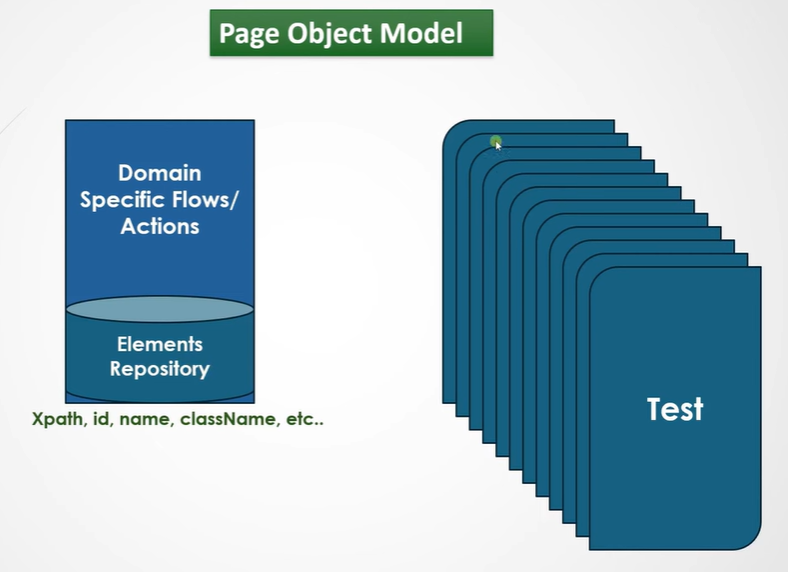 Page Object Model
Domain
Specific Flows/
Actions
Elements
Repository
Xpath, id, name, className, etc..
Test